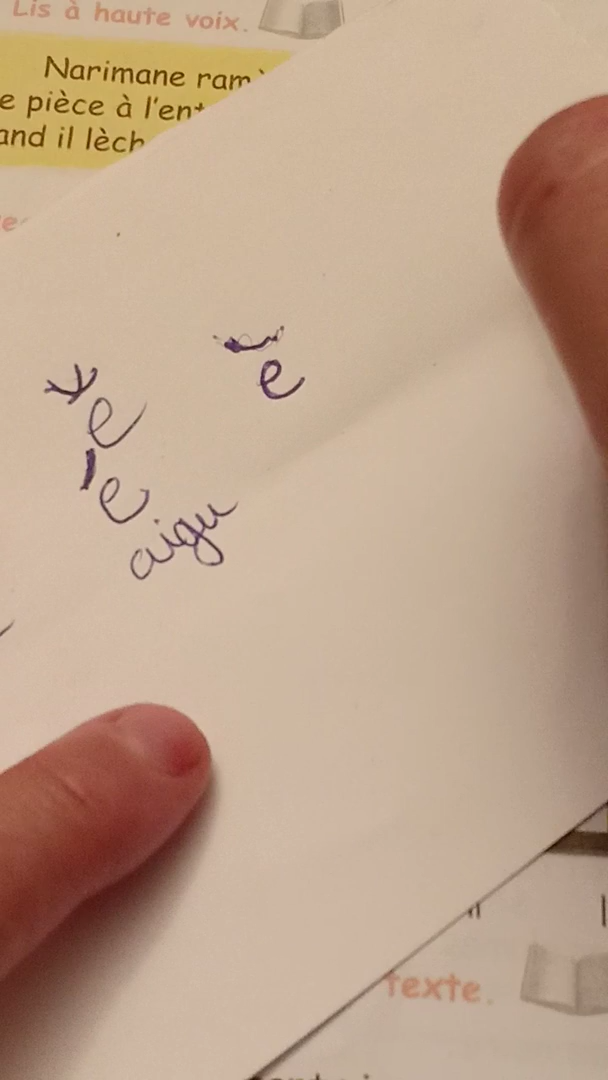 Lis à haute voix.
Narimane ram
e pièce à l'ent
and il lèch
e
e
é
aigu
texte.